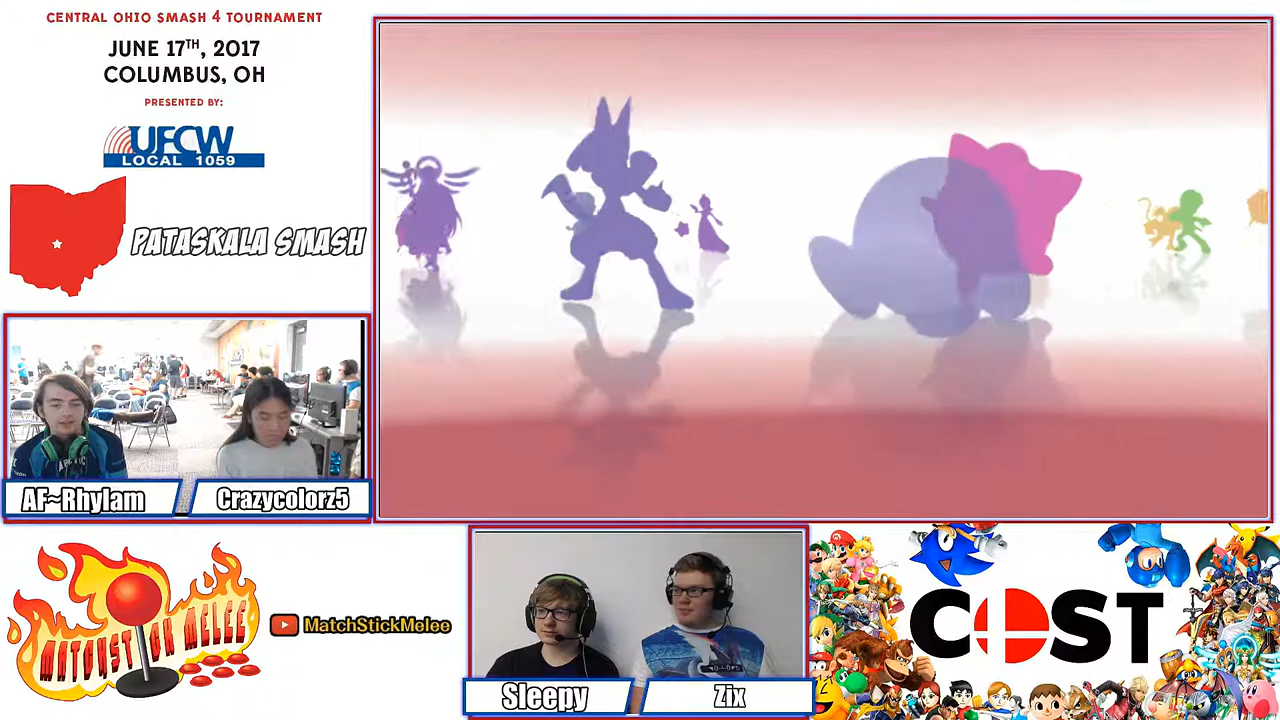 CENTRAL OHIO SMASH 4 TOURNAMENT
JUNE 17TH, 2017
COLUMBUS, OH
PRESENTED BY:
UFCW
LOCAL 1059
PATASKALA SMASH
ARCTIC
AF~Rhylam
Crazycolorz5
MATCHSTICK MELEE
MatchStickMelee
Sleepy
Zix
COST